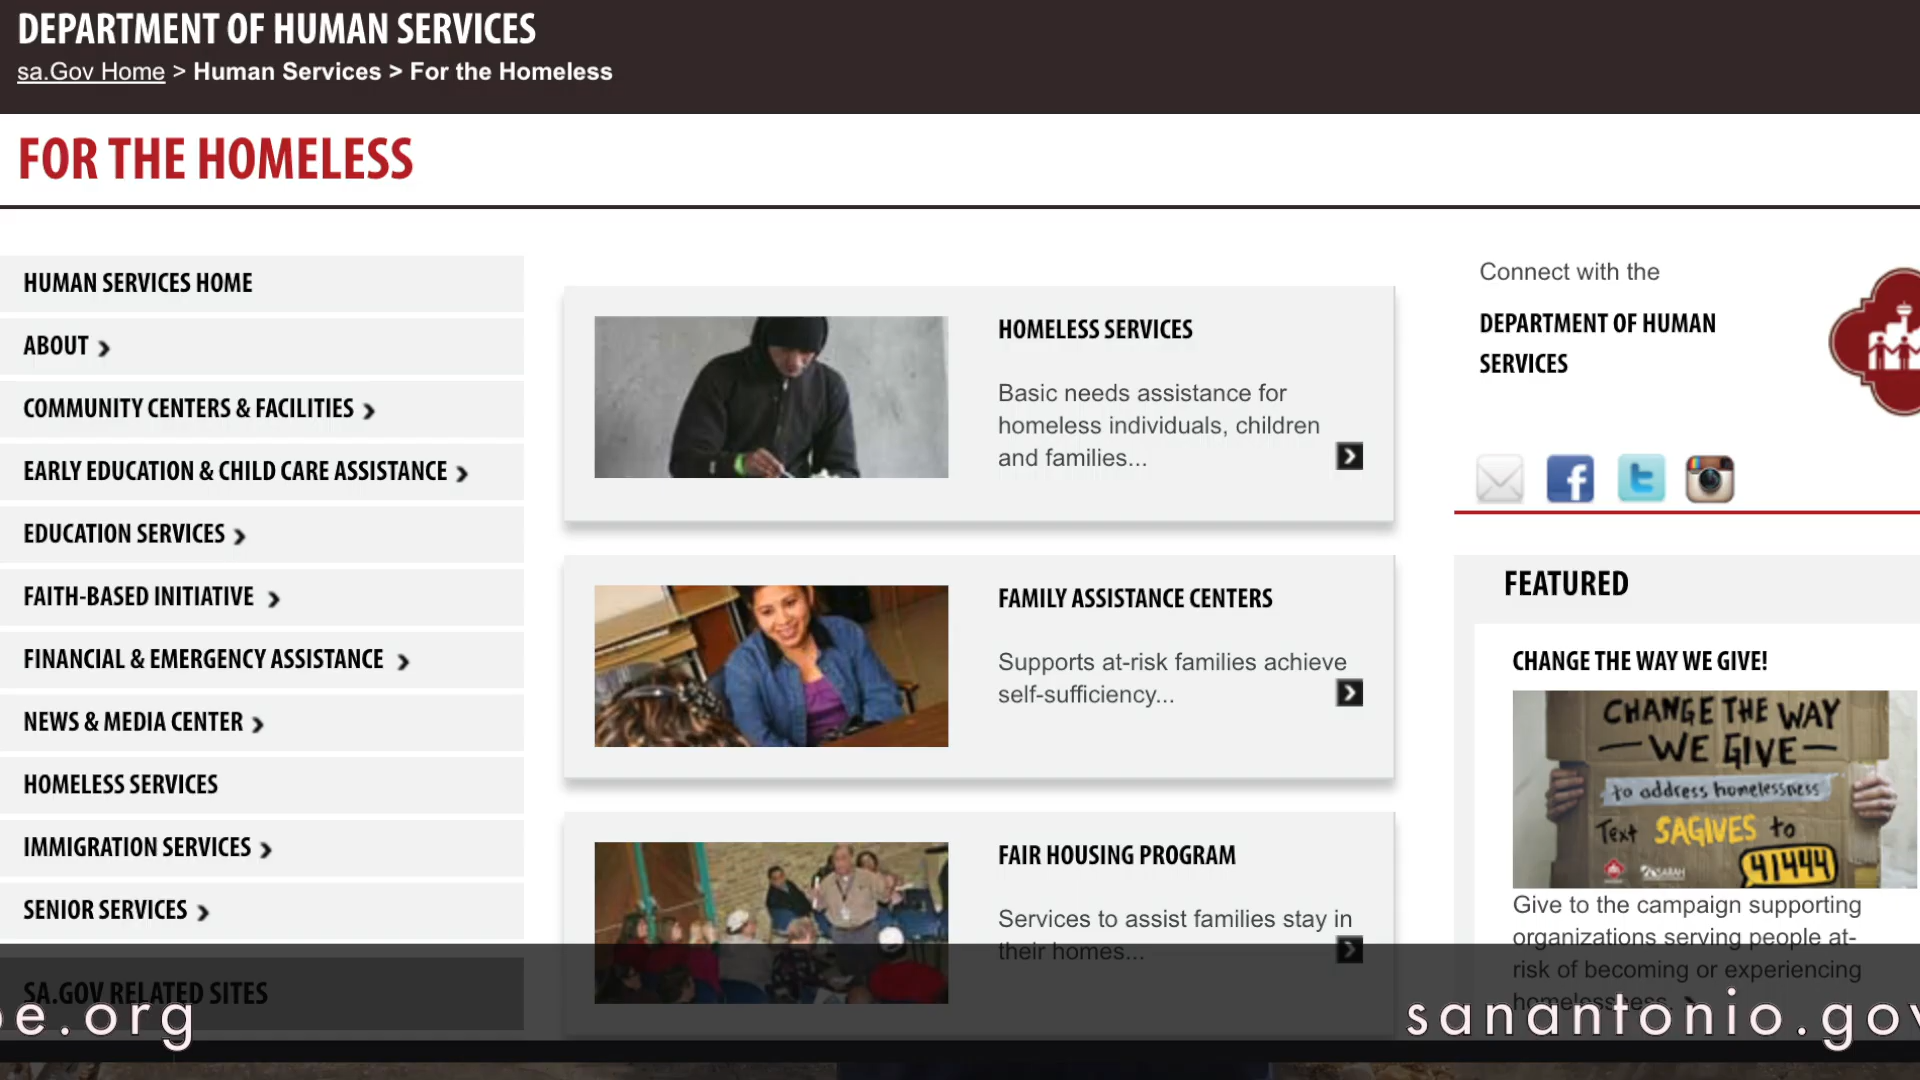 DEPARTMENT OF HUMAN SERVICES
sa.Gov Home > Human Services > For the Homeless
FOR THE HOMELESS
HUMAN SERVICES HOME
ABOUT
COMMUNITY CENTERS & FACILITIES
EARLY EDUCATION & CHILD CARE ASSISTANCE
EDUCATION SERVICES
FAITH-BASED INITIATIVE
FINANCIAL & EMERGENCY ASSISTANCE
NEWS & MEDIA CENTER
HOMELESS SERVICES
IMMIGRATION SERVICES
SENIOR SERVICES
SA.GOV RELATED SITES
HOMELESS SERVICES
Basic needs assistance for
homeless individuals, children
and families...
FAMILY ASSISTANCE CENTERS
Supports at-risk families achieve
self-sufficiency...
FAIR HOUSING PROGRAM
Services to assist families stay in
their homes...
Connect with the
DEPARTMENT OF HUMAN
SERVICES
FEATURED
CHANGE THE WAY WE GIVE!
CHANGE THE WAY
— WE GIVE —
to address homelessness
Text SAGIVES to
41444
SARAH
Give to the campaign supporting
organizations serving people at-
risk of becoming or experiencing
homelessness.
e.org
sanantonio.gov